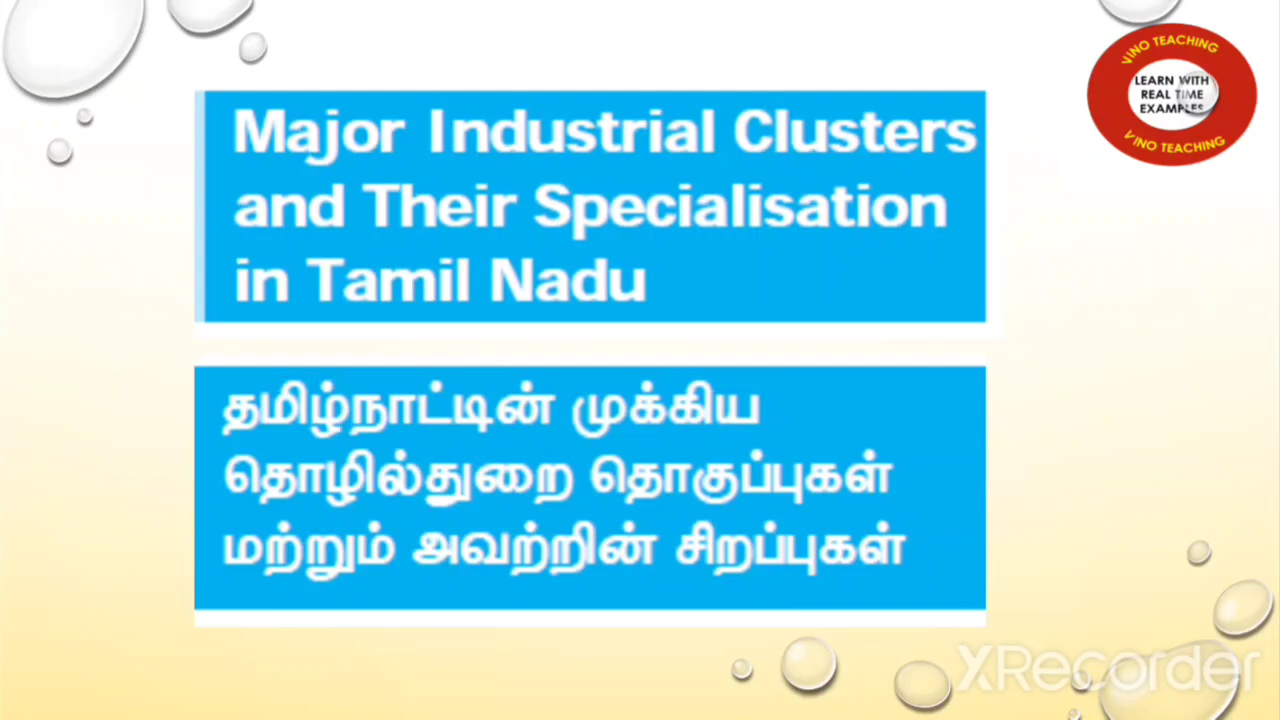 Major Industrial Clusters
and Their Specialisation
in Tamil Nadu
தமிழ்நாட்டின் முக்கிய
தொழில்துறை தொகுப்புகள்
மற்றும் அவற்றின் சிறப்புகள்
VINO TEACHING
LEARN WITH
REAL TIME
EXAMPLES
VINO TEACHING
XRecorder